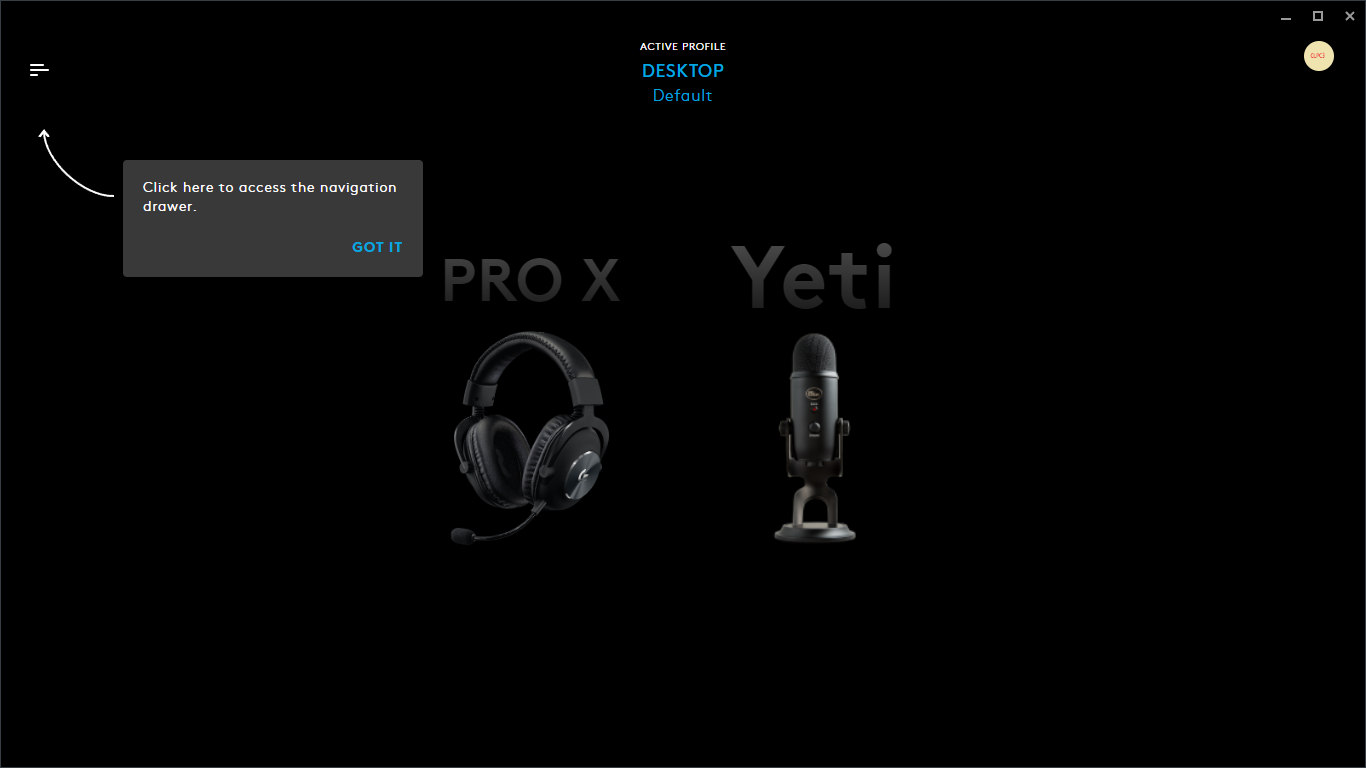 ACTIVE PROFILE
DESKTOP
Default
Click here to access the navigation
drawer.
GOT IT
PRO X
Yeti